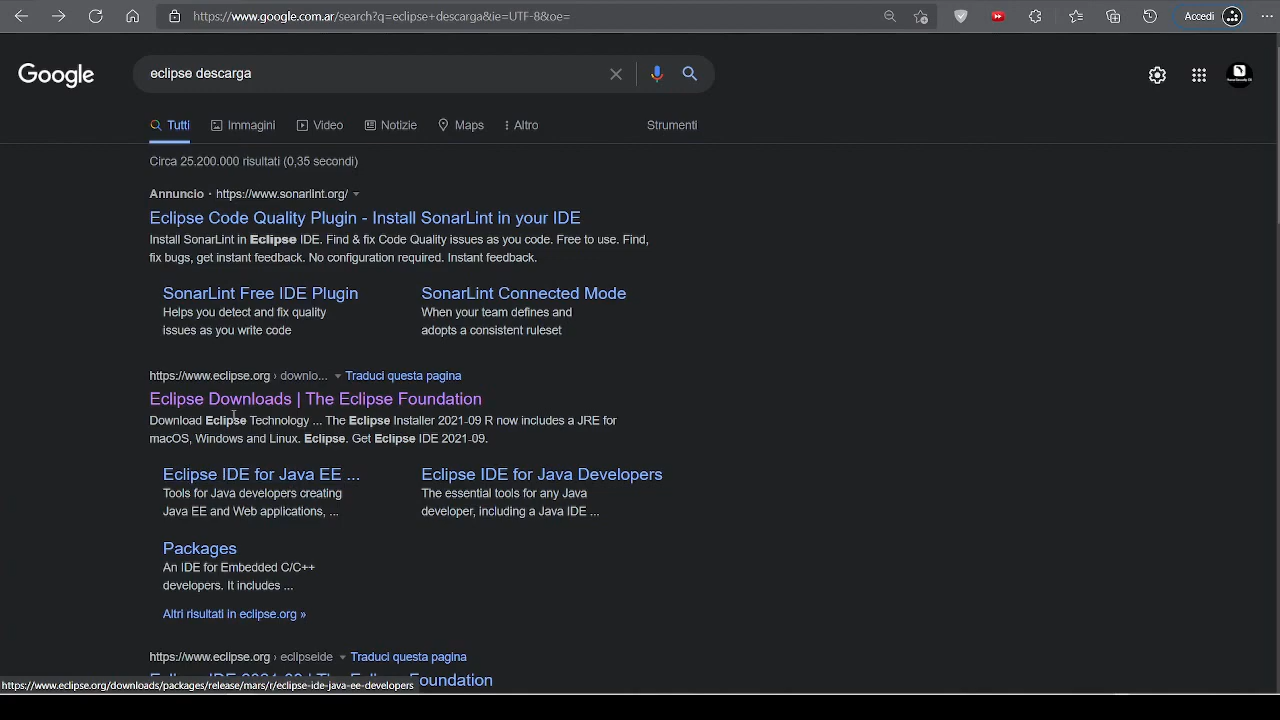 https://www.google.com.ar/search?q=eclipse+descarga&ie=UTF-8&oe=
Accedi
Google
eclipse descarga
Tutti
Immagini
Video
Notizie
Maps
Altro
Strumenti
Circa 25.200.000 risultati (0,35 secondi)
Annuncio · https://www.sonarlint.org/
Eclipse Code Quality Plugin - Install SonarLint in your IDE
Install SonarLint in Eclipse IDE. Find & fix Code Quality issues as you code. Free to use. Find,
fix bugs, get instant feedback. No configuration required. Instant feedback.
SonarLint Free IDE Plugin
Helps you detect and fix quality
issues as you write code
SonarLint Connected Mode
When your team defines and
adopts a consistent ruleset
https://www.eclipse.org › downlo... Traduci questa pagina
Eclipse Downloads | The Eclipse Foundation
Download Eclipse Technology ... The Eclipse Installer 2021-09 R now includes a JRE for
macOS, Windows and Linux. Eclipse. Get Eclipse IDE 2021-09.
Eclipse IDE for Java EE ...
Tools for Java developers creating
Java EE and Web applications, ...
Eclipse IDE for Java Developers
The essential tools for any Java
developer, including a Java IDE ...
Packages
An IDE for Embedded C/C++
developers. It includes ...
Altri risultati in eclipse.org »
https://www.eclipse.org › eclipseide Traduci questa pagina
Eclipse IDE 2021-09 | The Eclipse Foundation
https://www.eclipse.org/downloads/packages/release/mars/r/eclipse-ide-java-ee-developers